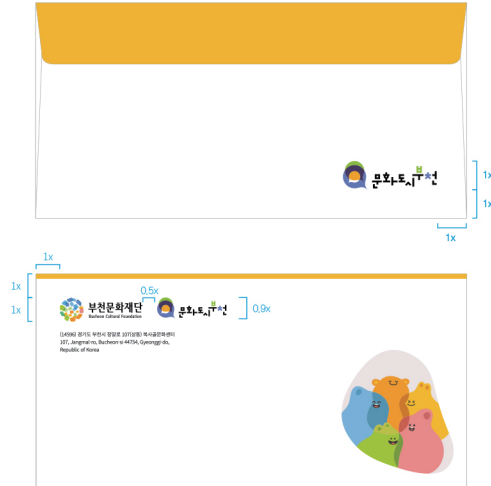 문화도시부천
1x
1x
1x
1x
1x
1x
0.5x
0.9x
부천문화재단
Bucheon Cultural Foundation
문화도시부천
(14596) 경기도 부천시 장말로 107(상동) 복사골문화센터
107, Jangmal-ro, Bucheon-si 44734, Gyeonggi-do,
Republic of Korea